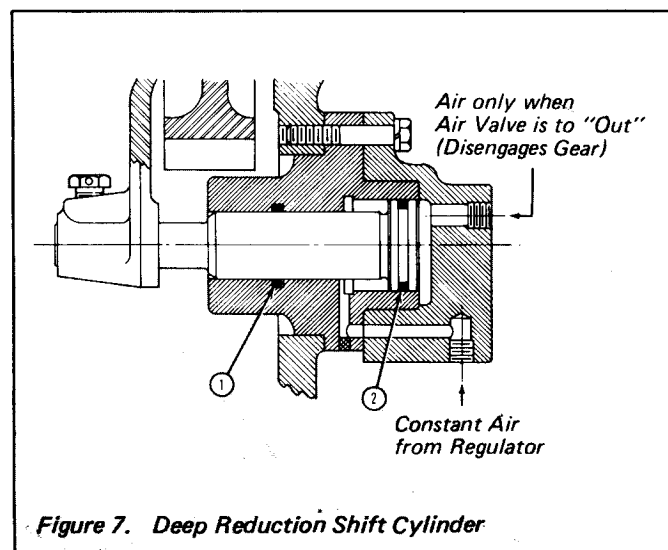 Air only when
Air Valve is to "Out"
(Disengages Gear)
1
2
Constant Air
from Regulator
Figure 7. Deep Reduction Shift Cylinder